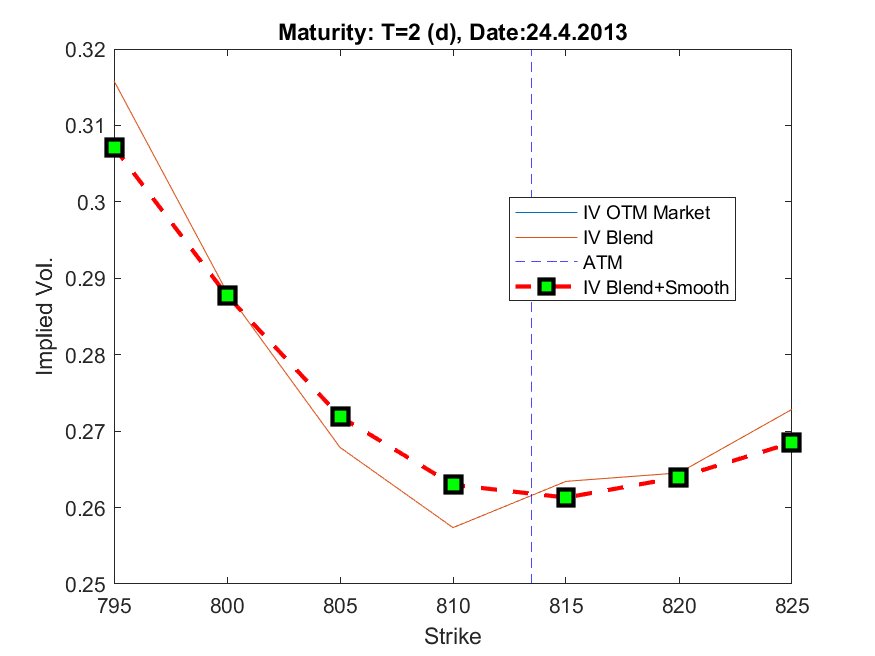 Maturity: T=2 (d), Date:24.4.2013
0.32
0.31
0.3
0.29
0.28
0.27
0.26
0.25
Implied Vol.
IV OTM Market
IV Blend
ATM
IV Blend+Smooth
795 800 805 810 815 820 825
Strike